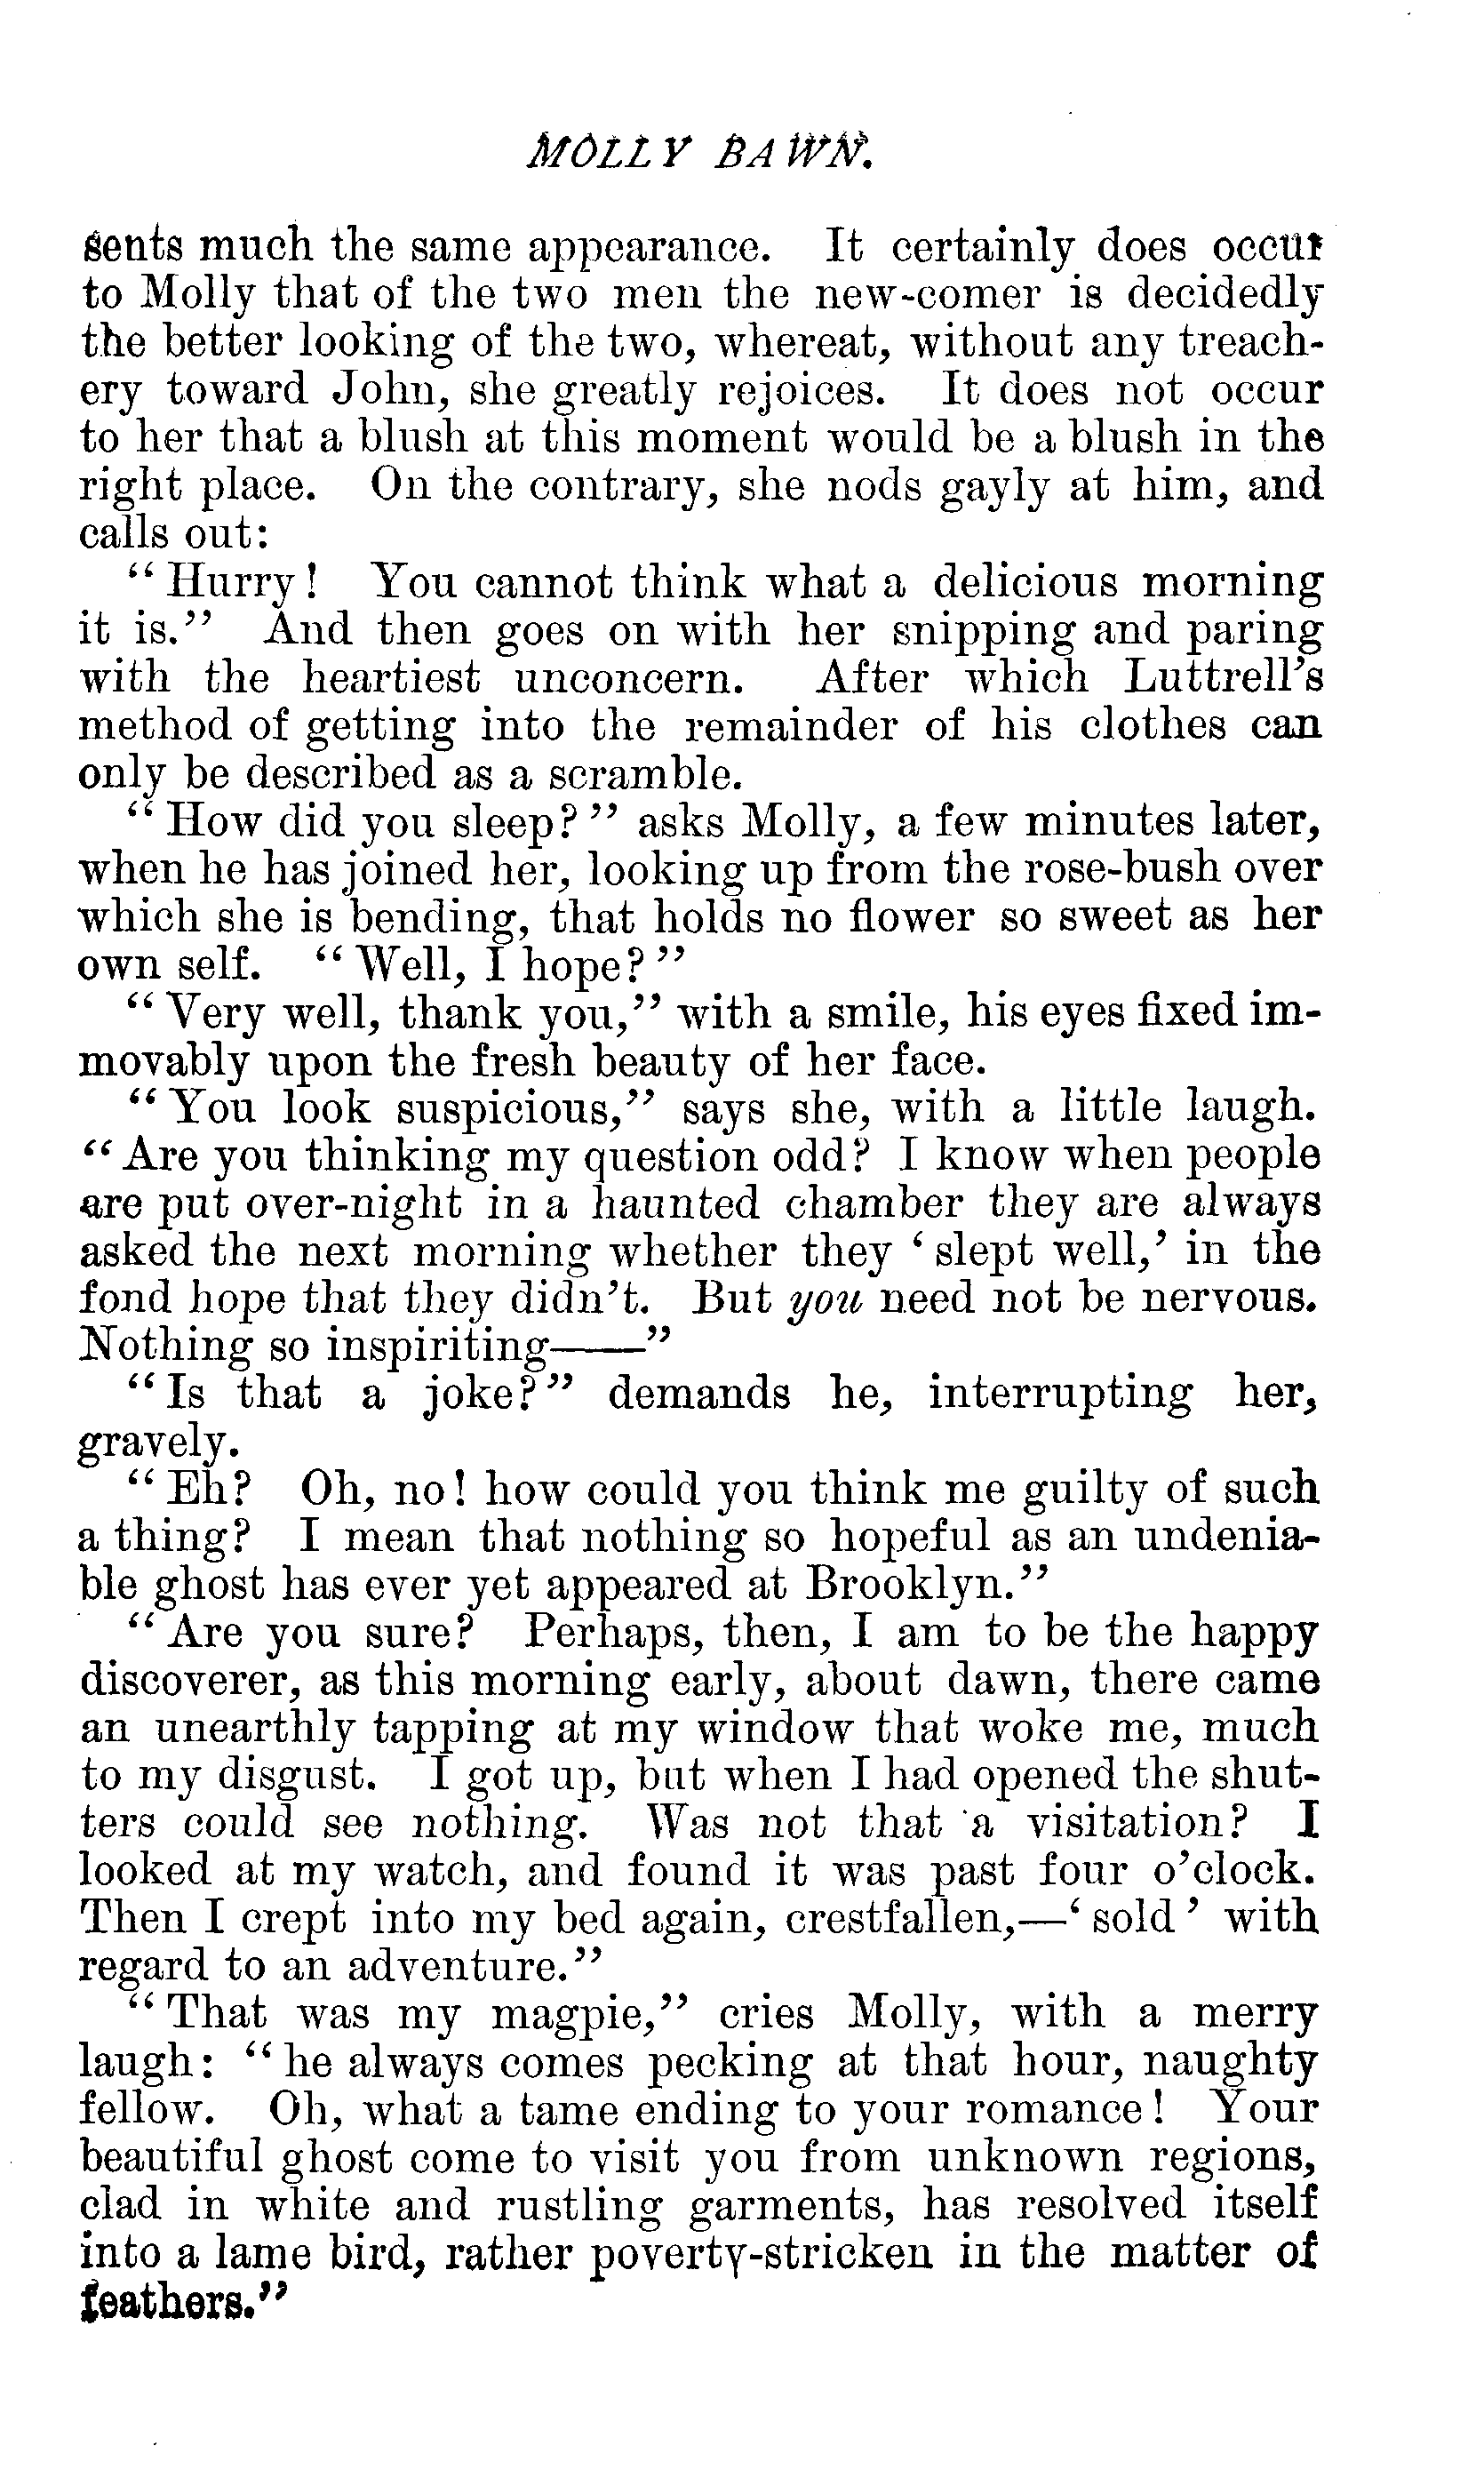 MOLLY BAWN.
sents much the same appearance. It certainly does occur
to Molly that of the two men the new-comer is decidedly
the better looking of the two, whereat, without any treach-
ery toward John, she greatly rejoices. It does not occur
to her that a blush at this moment would be a blush in the
right place. On the contrary, she nods gayly at him, and
calls out:
"Hurry! You cannot think what a delicious morning
it is." And then goes on with her snipping and paring
with the heartiest unconcern. After which Luttrell's
method of getting into the remainder of his clothes can
only be described as a scramble.
"How did you sleep?" asks Molly, a few minutes later,
when he has joined her, looking up from the rose-bush over
which she is bending, that holds no flower so sweet as her
own self. "Well, I hope?"
"Very well, thank you," with a smile, his eyes fixed im-
movably upon the fresh beauty of her face.
"You look suspicious," says she, with a little laugh.
"Are you thinking my question odd? I know when people
are put over-night in a haunted chamber they are always
asked the next morning whether they 'slept well,' in the
fond hope that they didn't. But you need not be nervous.
Nothing so inspiriting——"
"Is that a joke?" demands he, interrupting her,
gravely.
"Eh? Oh, no! how could you think me guilty of such
a thing? I mean that nothing so hopeful as an undenia-
ble ghost has ever yet appeared at Brooklyn."
"Are you sure? Perhaps, then, I am to be the happy
discoverer, as this morning early, about dawn, there came
an unearthly tapping at my window that woke me, much
to my disgust. I got up, but when I had opened the shut-
ters could see nothing. Was not that a visitation? I
looked at my watch, and found it was past four o'clock.
Then I crept into my bed again, crestfallen,—'sold' with
regard to an adventure."
"That was my magpie," cries Molly, with a merry
laugh: "he always comes pecking at that hour, naughty
fellow. Oh, what a tame ending to your romance! Your
beautiful ghost come to visit you from unknown regions,
clad in white and rustling garments, has resolved itself
into a lame bird, rather poverty-stricken in the matter of
feathers."